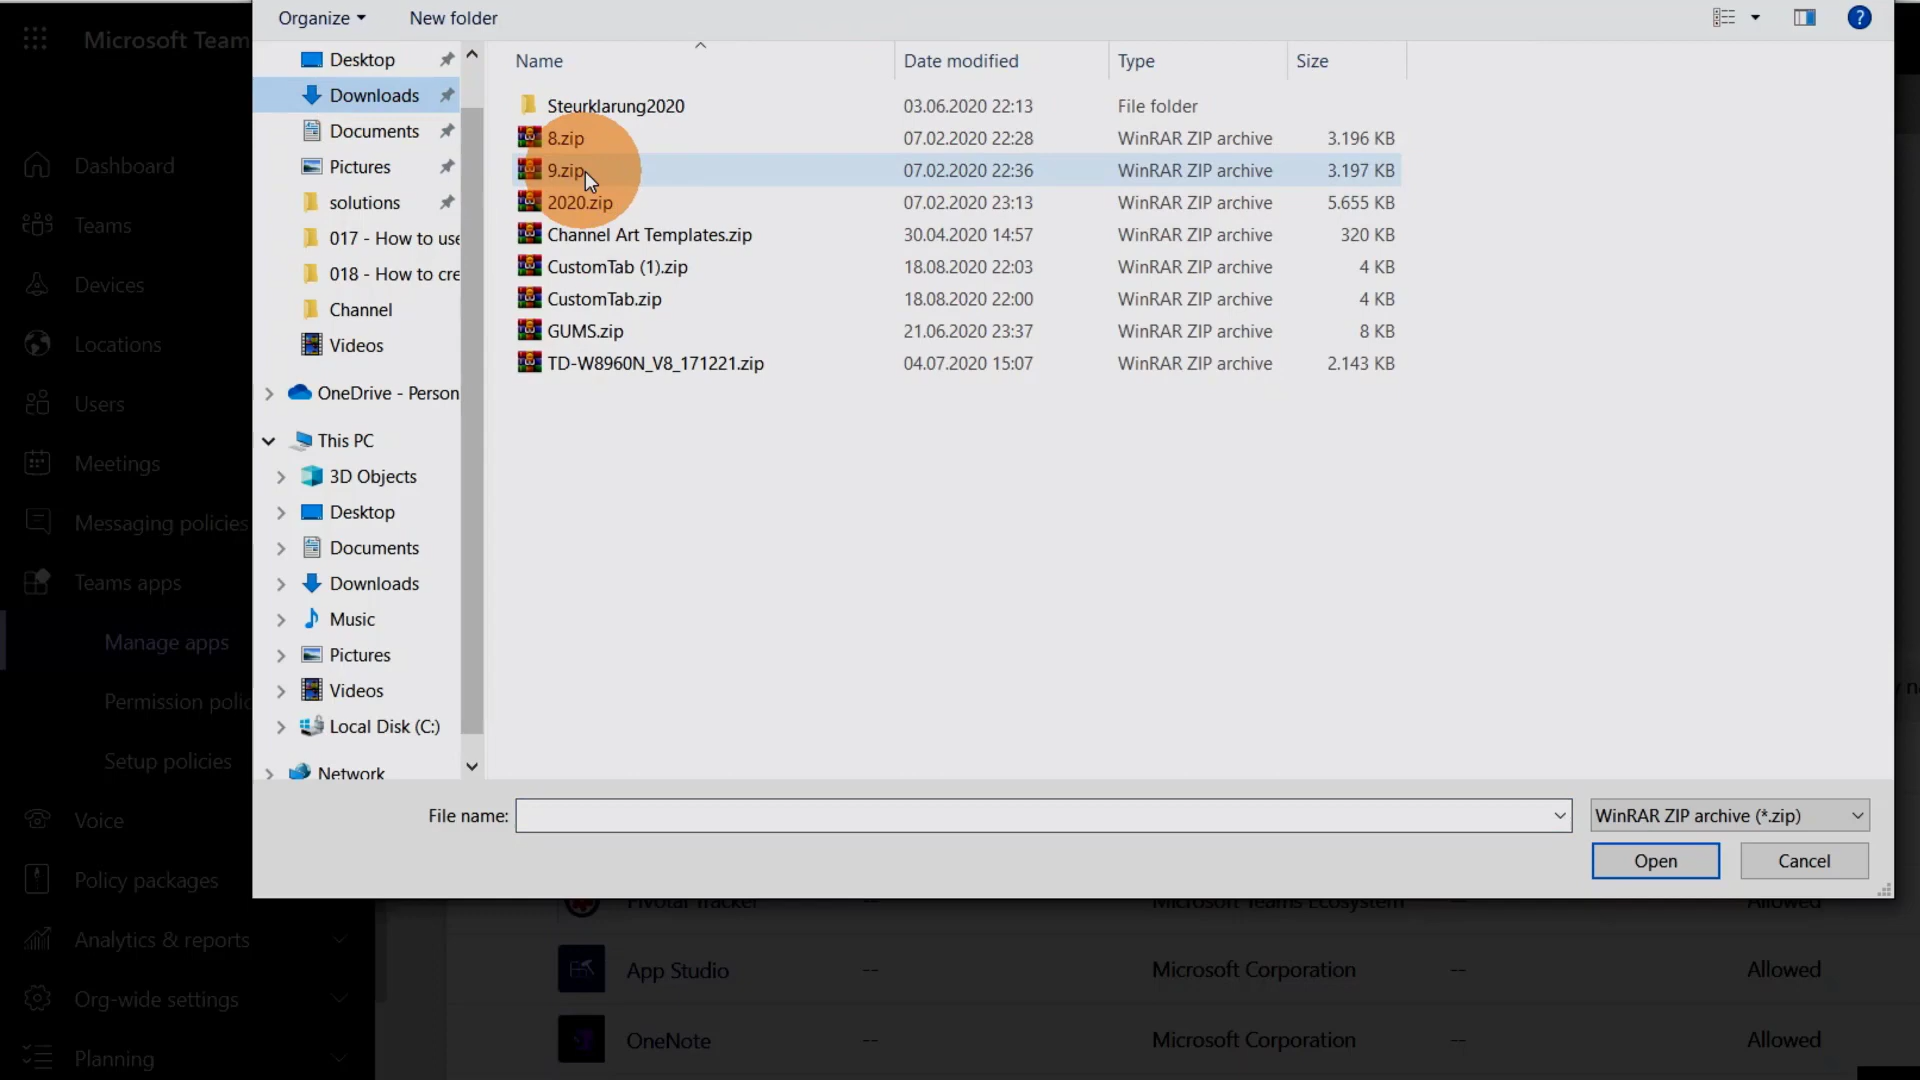 Organize
New folder
Microsoft Team
Desktop
Downloads
Documents
Pictures
solutions
017 - How to use
018 - How to cre
Channel
Videos
OneDrive - Person
This PC
3D Objects
Desktop
Documents
Downloads
Music
Pictures
Videos
Local Disk (C:)
Network
Name Date modified Type Size
Steurklarung2020 03.06.2020 22:13 File folder
8.zip 07.02.2020 22:28 WinRAR ZIP archive 3.196 KB
9.zip 07.02.2020 22:36 WinRAR ZIP archive 3.197 KB
2020.zip 07.02.2020 23:13 WinRAR ZIP archive 5.655 KB
Channel Art Templates.zip 30.04.2020 14:57 WinRAR ZIP archive 320 KB
CustomTab (1).zip 18.08.2020 22:03 WinRAR ZIP archive 4 KB
CustomTab.zip 18.08.2020 22:00 WinRAR ZIP archive 4 KB
GUMS.zip 21.06.2020 23:37 WinRAR ZIP archive 8 KB
TD-W8960N_V8_171221.zip 04.07.2020 15:07 WinRAR ZIP archive 2.143 KB
File name:
WinRAR ZIP archive (*.zip)
Open
Cancel
Dashboard
Teams
Devices
Locations
Users
Meetings
Messaging policies
Teams apps
Manage apps
Permission polic
Setup policies
Voice
Policy packages
Analytics & reports
Org-wide settings
Planning
Pivotal Tracker -- Microsoft Teams Ecosystem -- Allowed
App Studio -- Microsoft Corporation -- Allowed
OneNote -- Microsoft Corporation -- Allowed